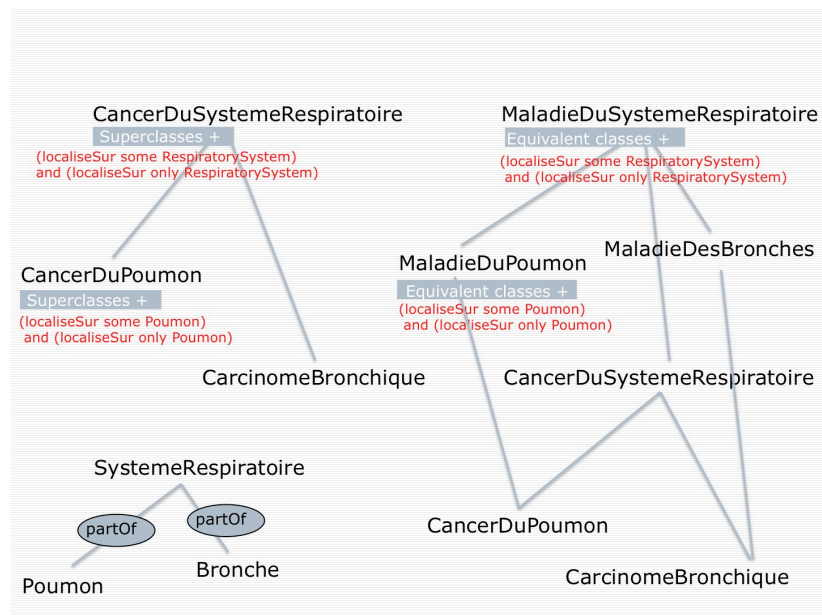 CancerDuSystemeRespiratoire
Superclasses +
(localiseSur some RespiratorySystem)
and (localiseSur only RespiratorySystem)
CancerDuPoumon
Superclasses +
(localiseSur some Poumon)
and (localiseSur only Poumon)
CarcinomeBronchique
SystemeRespiratoire
partOf
partOf
Poumon
Bronche
MaladieDuSystemeRespiratoire
Equivalent classes +
(localiseSur some RespiratorySystem)
and (localiseSur only RespiratorySystem)
MaladieDuPoumon
Equivalent classes +
(localiseSur some Poumon)
and (localiseSur only Poumon)
MaladieDesBronches
CancerDuSystemeRespiratoire
CancerDuPoumon
CarcinomeBronchique